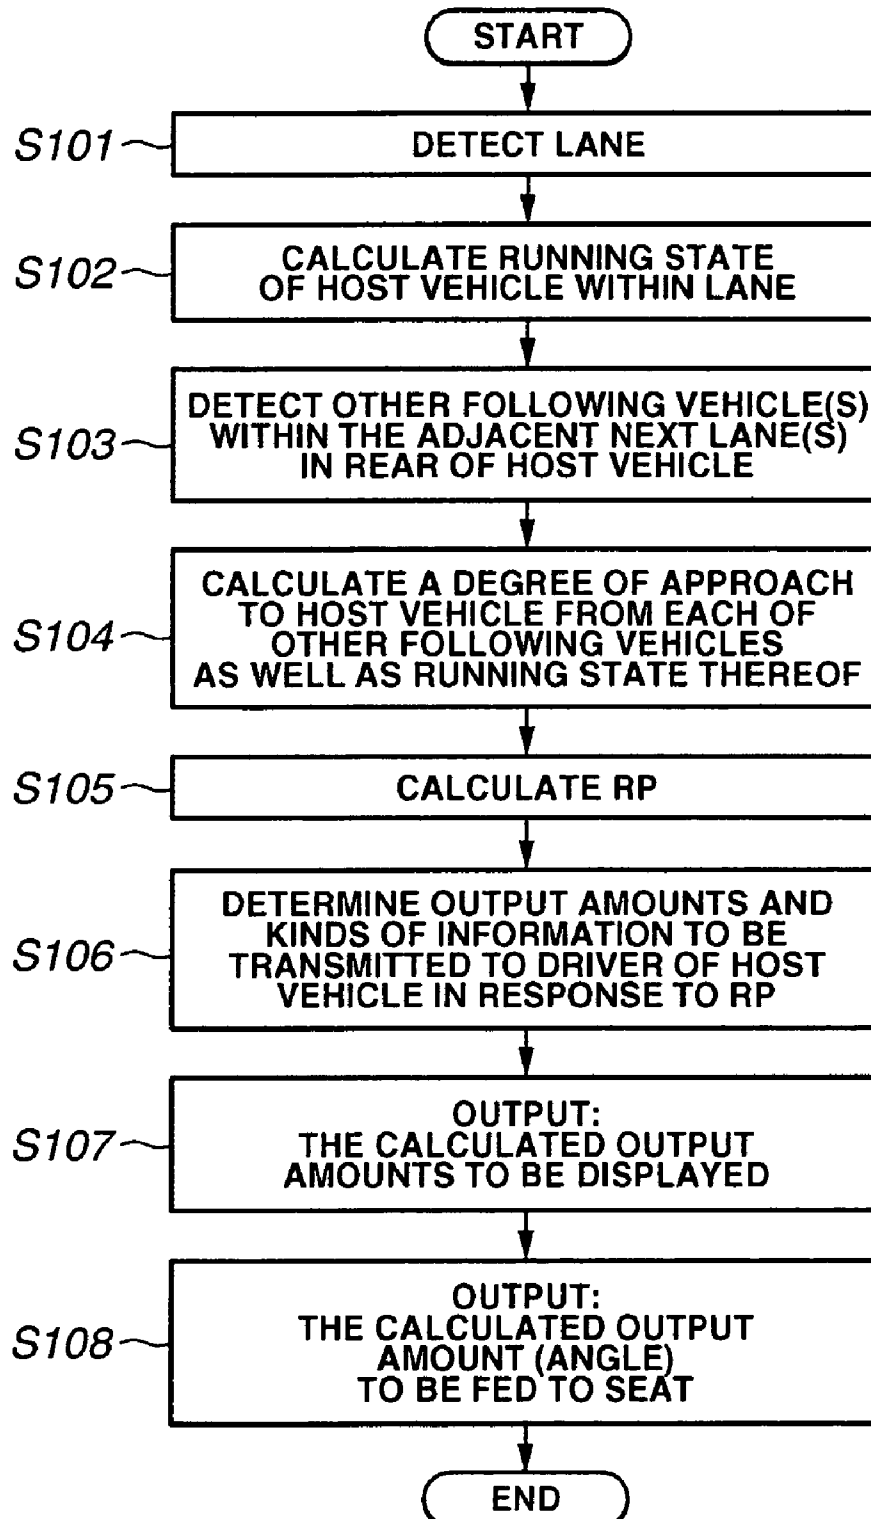 START
S101
DETECT LANE
S102
CALCULATE RUNNING STATE
OF HOST VEHICLE WITHIN LANE
S103
DETECT OTHER FOLLOWING VEHICLE(S)
WITHIN THE ADJACENT NEXT LANE(S)
IN REAR OF HOST VEHICLE
S104
CALCULATE A DEGREE OF APPROACH
TO HOST VEHICLE FROM EACH OF
OTHER FOLLOWING VEHICLES
AS WELL AS RUNNING STATE THEREOF
S105
CALCULATE RP
S106
DETERMINE OUTPUT AMOUNTS AND
KINDS OF INFORMATION TO BE
TRANSMITTED TO DRIVER OF HOST
VEHICLE IN RESPONSE TO RP
S107
OUTPUT:
THE CALCULATED OUTPUT
AMOUNTS TO BE DISPLAYED
S108
OUTPUT:
THE CALCULATED OUTPUT
AMOUNT (ANGLE)
TO BE FED TO SEAT
END